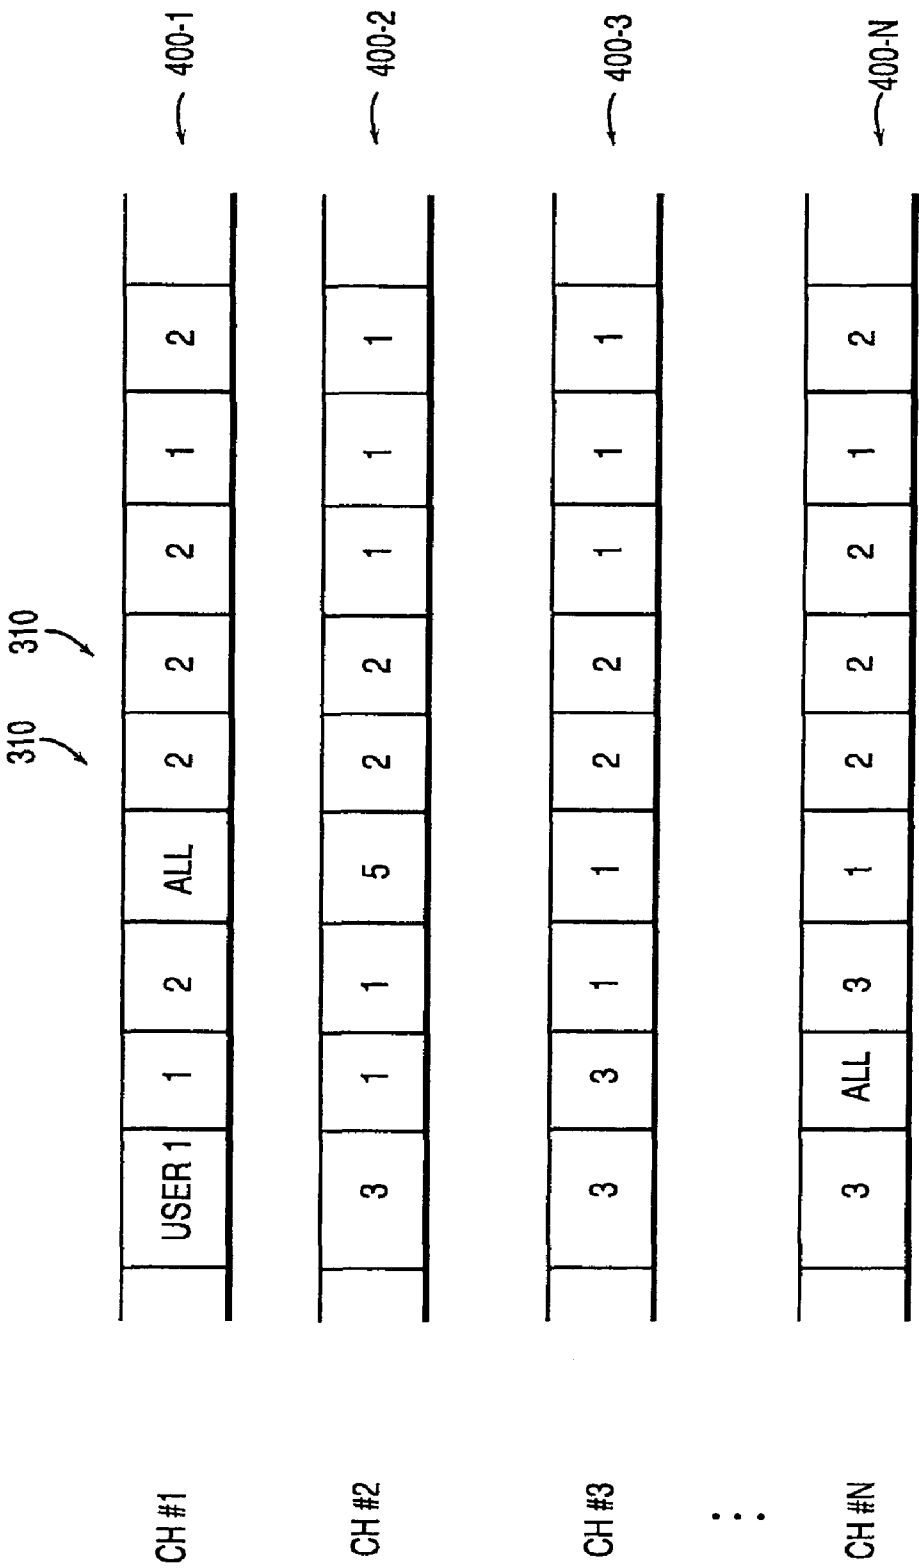 310 310
CH #1 USER 1 1 2 ALL 2 2 2 1 2 400-1
CH #2 3 1 1 5 2 2 1 1 1 400-2
CH #3 3 3 1 1 2 2 1 1 1 400-3
...
CH #N 3 ALL 3 1 2 2 2 1 2 400-N